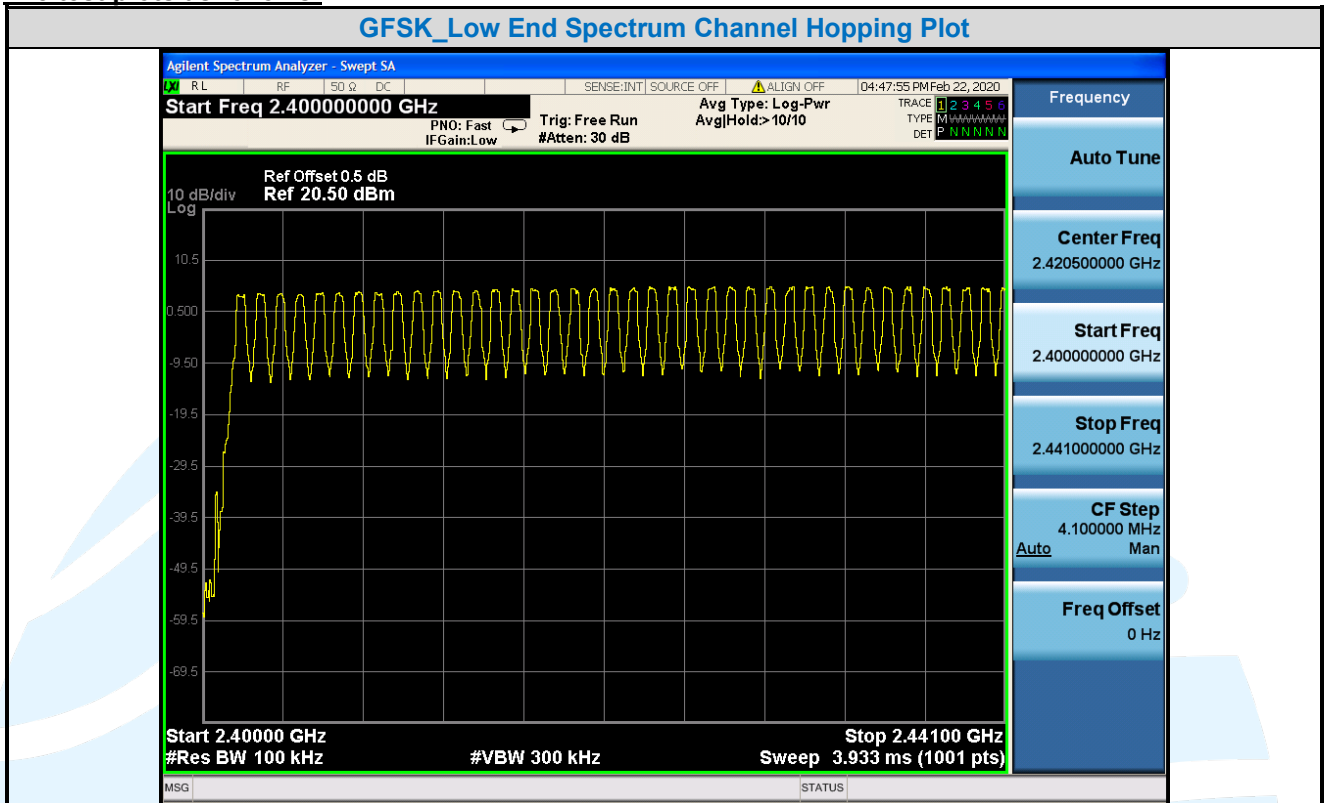 GFSK_Low End Spectrum Channel Hopping Plot
Agilent Spectrum Analyzer - Swept SA
LXI RL RF 50 Ω DC SENSE:INT SOURCE OFF ALIGN OFF 04:47:55 PM Feb 22, 2020
Start Freq 2.400000000 GHz
PNO: Fast
IFGain:Low
Trig: Free Run
#Atten: 30 dB
Avg Type: Log-Pwr
Avg|Hold:>10/10
TRACE 1 2 3 4 5 6
TYPE M
DET P N N N N N
Ref Offset 0.5 dB
10 dB/div Ref 20.50 dBm
Log
10.5
0.500
-9.50
-19.5
-29.5
-39.5
-49.5
-59.5
-69.5
Start 2.40000 GHz Stop 2.44100 GHz
#Res BW 100 kHz #VBW 300 kHz Sweep 3.933 ms (1001 pts)
MSG STATUS
Frequency
Auto Tune
Center Freq
2.420500000 GHz
Start Freq
2.400000000 GHz
Stop Freq
2.441000000 GHz
CF Step
4.100000 MHz
Auto Man
Freq Offset
0 Hz